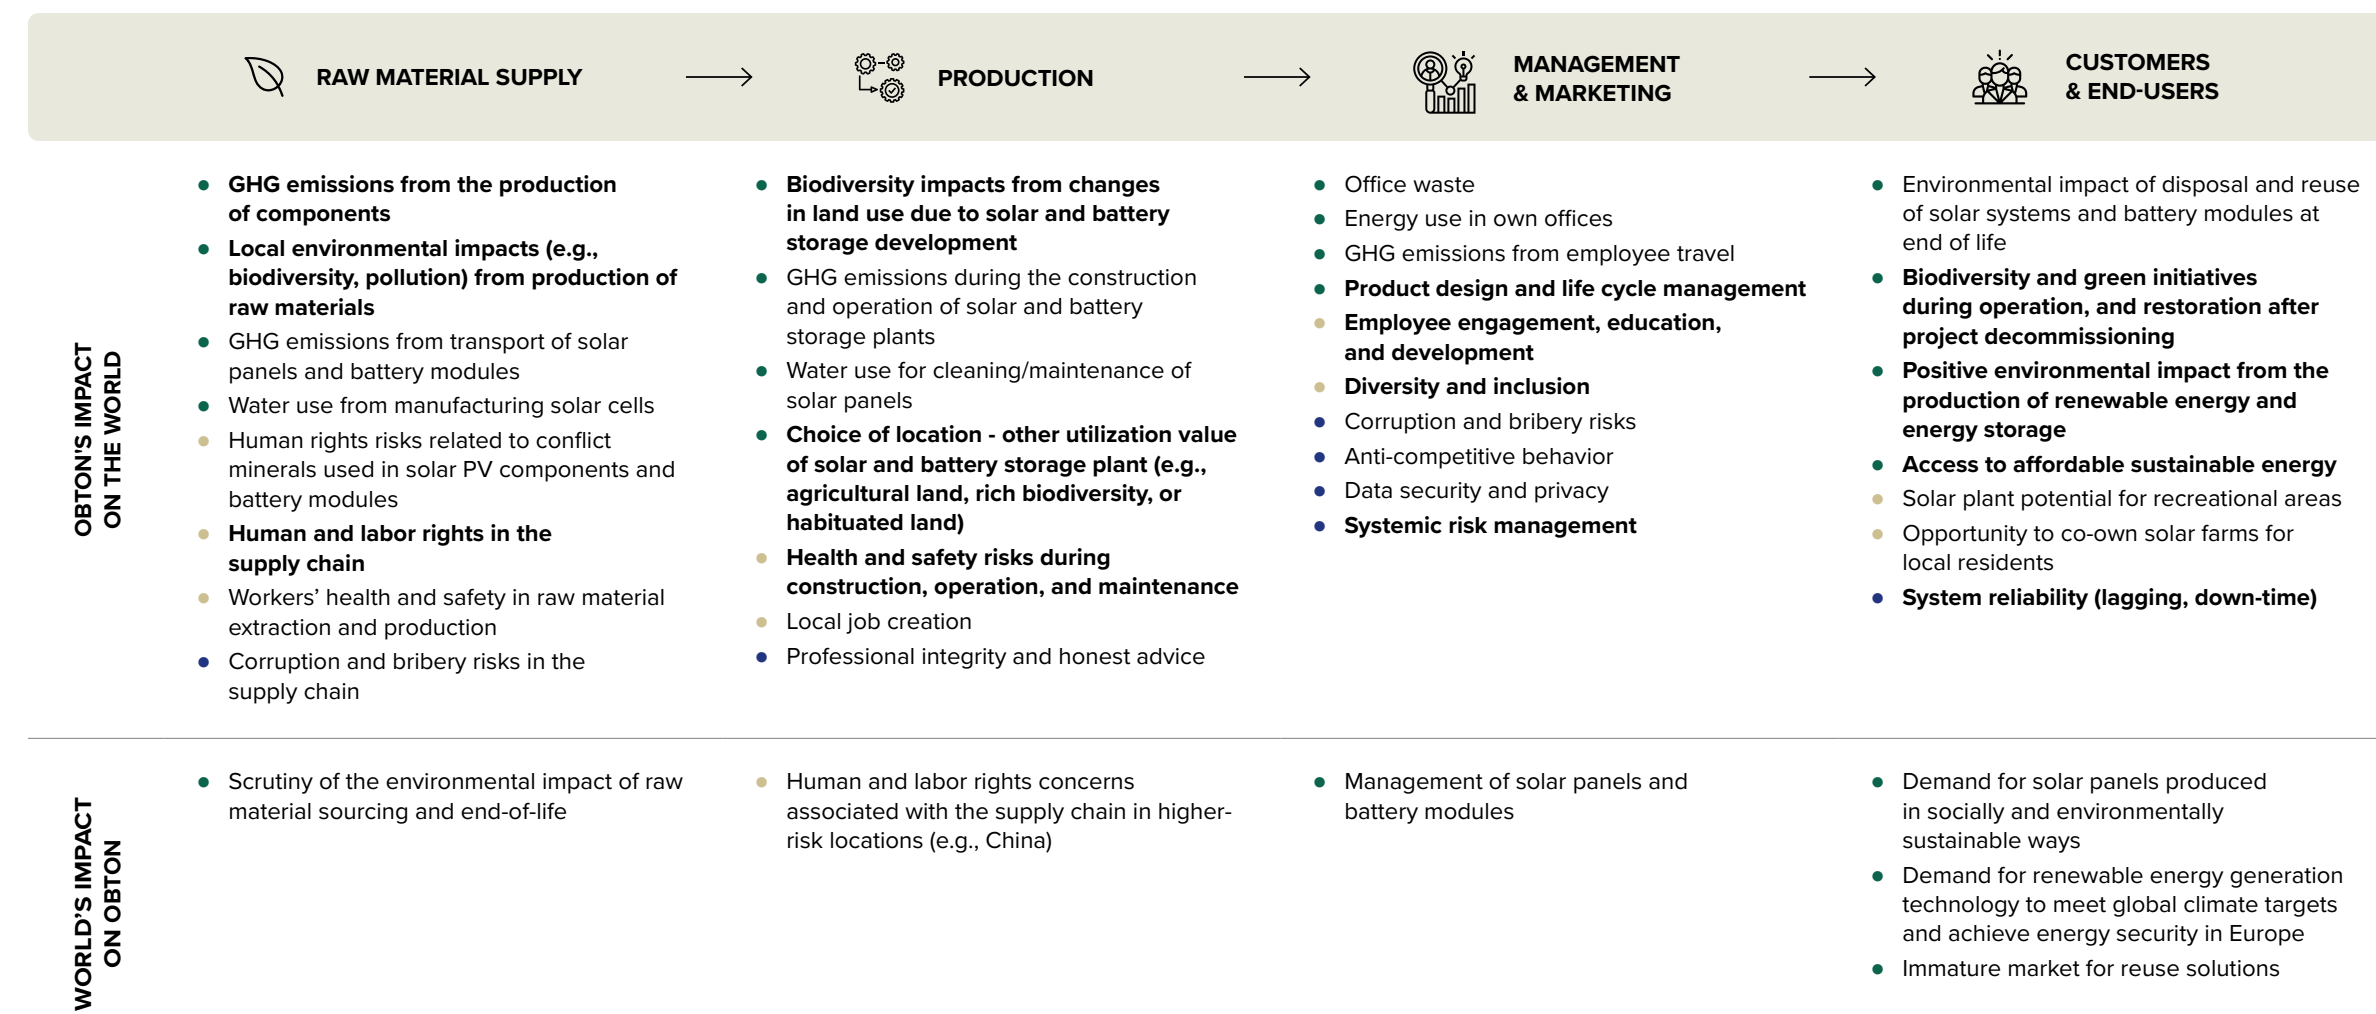 RAW MATERIAL SUPPLY
PRODUCTION
MANAGEMENT
& MARKETING
CUSTOMERS
& END-USERS
OBTON'S IMPACT
ON THE WORLD
GHG emissions from the production
of components
Local environmental impacts (e.g.,
biodiversity, pollution) from production of
raw materials
GHG emissions from transport of solar
panels and battery modules
Water use from manufacturing solar cells
Human rights risks related to conflict
minerals used in solar PV components and
battery modules
Human and labor rights in the
supply chain
Workers’ health and safety in raw material
extraction and production
Corruption and bribery risks in the
supply chain
Biodiversity impacts from changes
in land use due to solar and battery
storage development
GHG emissions during the construction
and operation of solar and battery
storage plants
Water use for cleaning/maintenance of
solar panels
Choice of location - other utilization value
of solar and battery storage plant (e.g.,
agricultural land, rich biodiversity, or
habituated land)
Health and safety risks during
construction, operation, and maintenance
Local job creation
Professional integrity and honest advice
Office waste
Energy use in own offices
GHG emissions from employee travel
Product design and life cycle management
Employee engagement, education,
and development
Diversity and inclusion
Corruption and bribery risks
Anti-competitive behavior
Data security and privacy
Systemic risk management
Environmental impact of disposal and reuse
of solar systems and battery modules at
end of life
Biodiversity and green initiatives
during operation, and restoration after
project decommissioning
Positive environmental impact from the
production of renewable energy and
energy storage
Access to affordable sustainable energy
Solar plant potential for recreational areas
Opportunity to co-own solar farms for
local residents
System reliability (lagging, down-time)
WORLD’S IMPACT
ON OBTON
Scrutiny of the environmental impact of raw
material sourcing and end-of-life
Human and labor rights concerns
associated with the supply chain in higher-
risk locations (e.g., China)
Management of solar panels and
battery modules
Demand for solar panels produced
in socially and environmentally
sustainable ways
Demand for renewable energy generation
technology to meet global climate targets
and achieve energy security in Europe
Immature market for reuse solutions